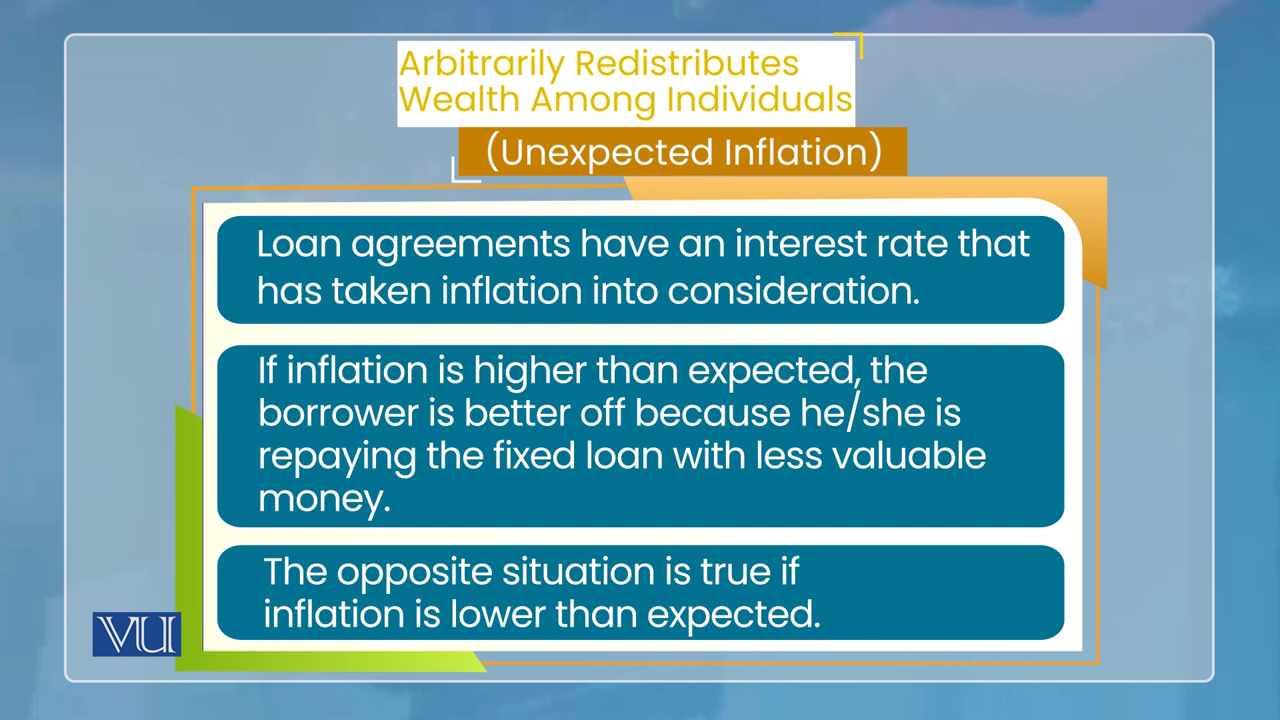 Arbitrarily Redistributes
Wealth Among Individuals
(Unexpected Inflation)
Loan agreements have an interest rate that
has taken inflation into consideration.
If inflation is higher than expected, the
borrower is better off because he/she is
repaying the fixed loan with less valuable
money.
The opposite situation is true if
inflation is lower than expected.
VU